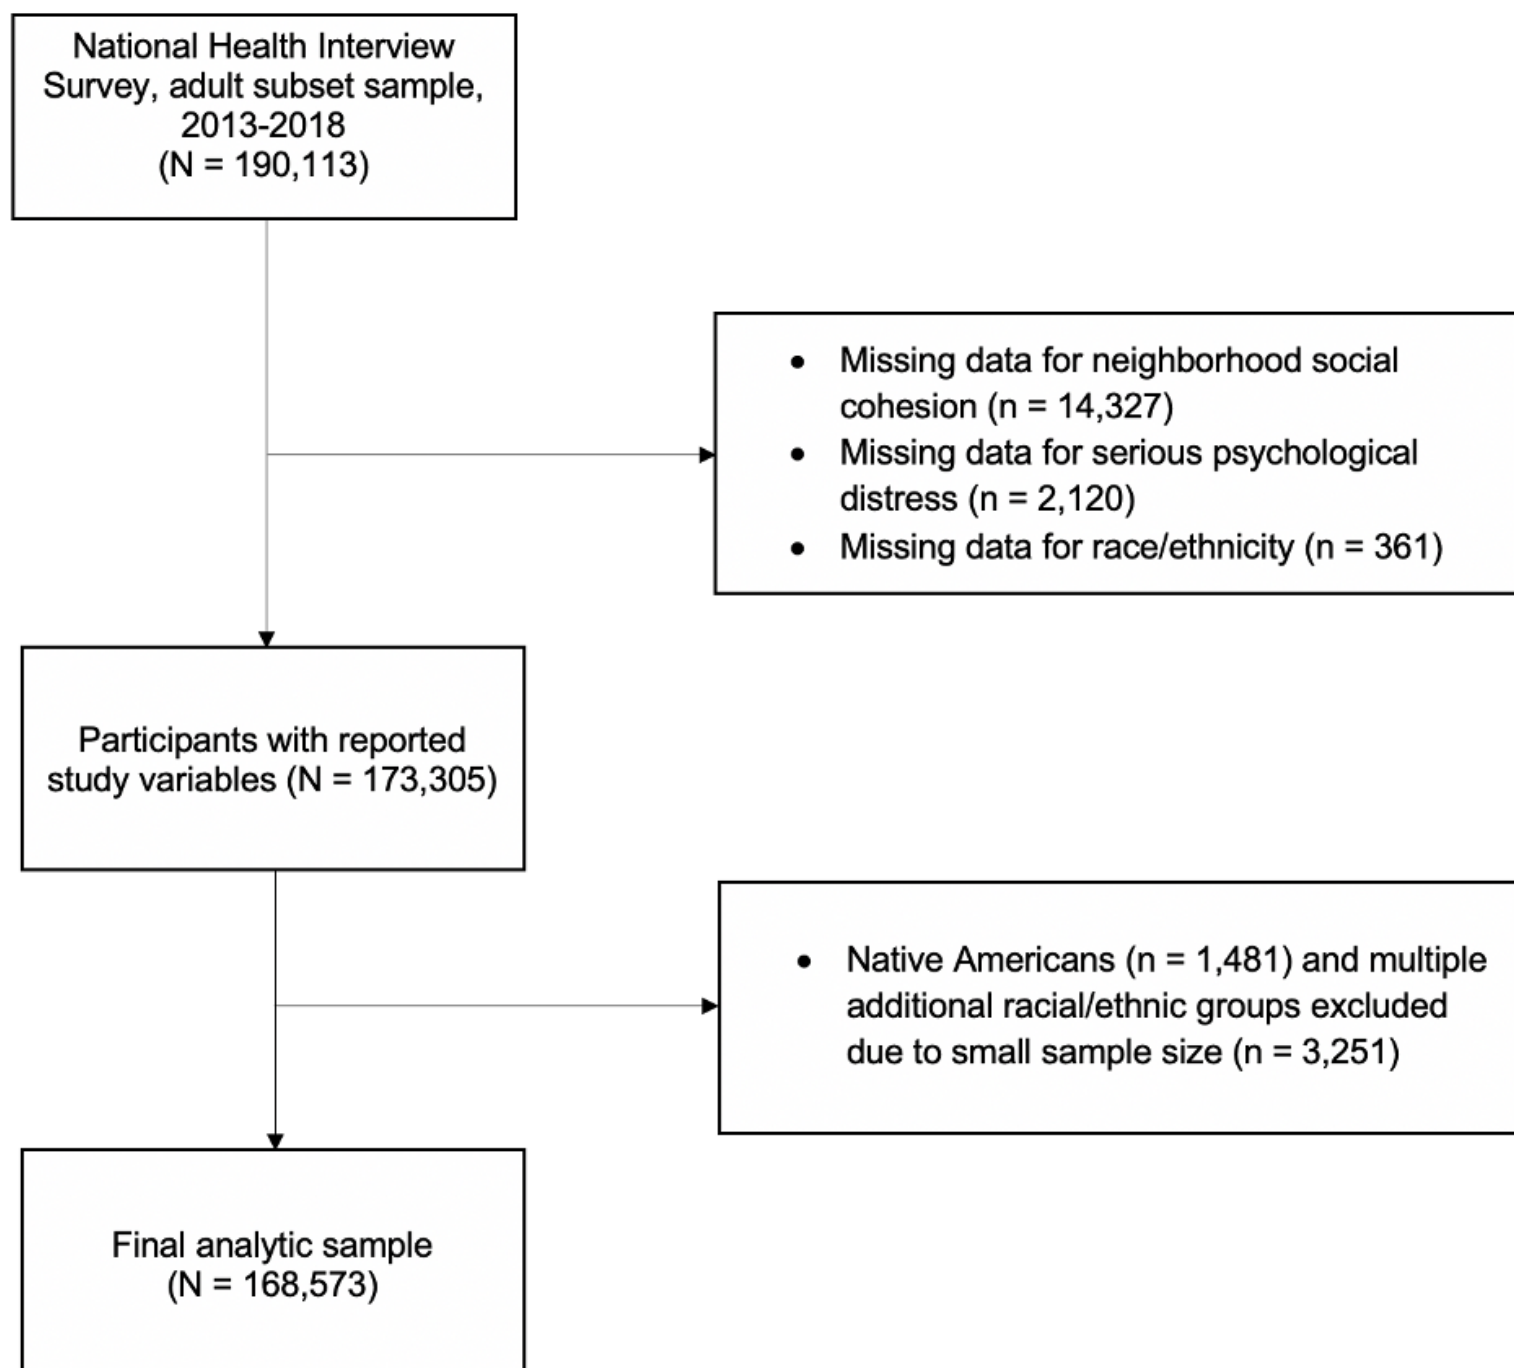 National Health Interview
Survey, adult subset sample,
2013-2018
(N = 190,113)
• Missing data for neighborhood social
cohesion (n = 14,327)
• Missing data for serious psychological
distress (n = 2,120)
• Missing data for race/ethnicity (n = 361)
Participants with reported
study variables (N = 173,305)
• Native Americans (n = 1,481) and multiple
additional racial/ethnic groups excluded
due to small sample size (n = 3,251)
Final analytic sample
(N = 168,573)